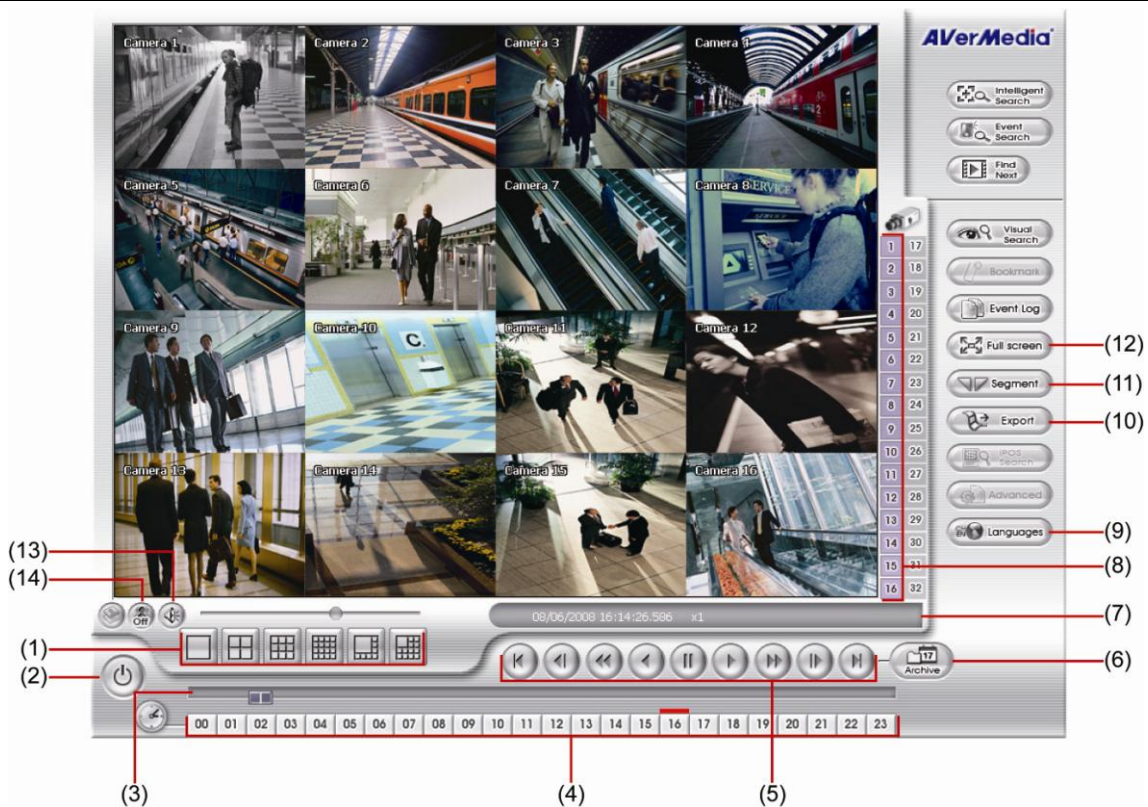 AVerMedia
Camera 1
Camera 2
Camera 3
Camera 4
Intelligent
Search
Event
Search
Find
Next
Camera 5
Camera 6
Camera 7
Camera 8
SERVICE
SERVICE
Visual
Search
Bookmark
Event Log
Full screen
(12)
Segment
(11)
Export
(10)
iPOS
Search
Advanced
Languages
(9)
(8)
1 17
2 18
3 19
4 20
5 21
6 22
7 23
8 24
9 25
10 26
11 27
12 28
13 29
14 30
15 31
16 32
Camera 9
Camera 10
C.
Camera 11
Camera 12
Camera 13
Camera 14
Camera 15
Camera 16
(13)
(14)
Off
08/06/2008 16:14:26.586 x1
(7)
(1)
(2)
17
Archive
(6)
00 01 02 03 04 05 06 07 08 09 10 11 12 13 14 15 16 17 18 19 20 21 22 23
(3)
(4)
(5)